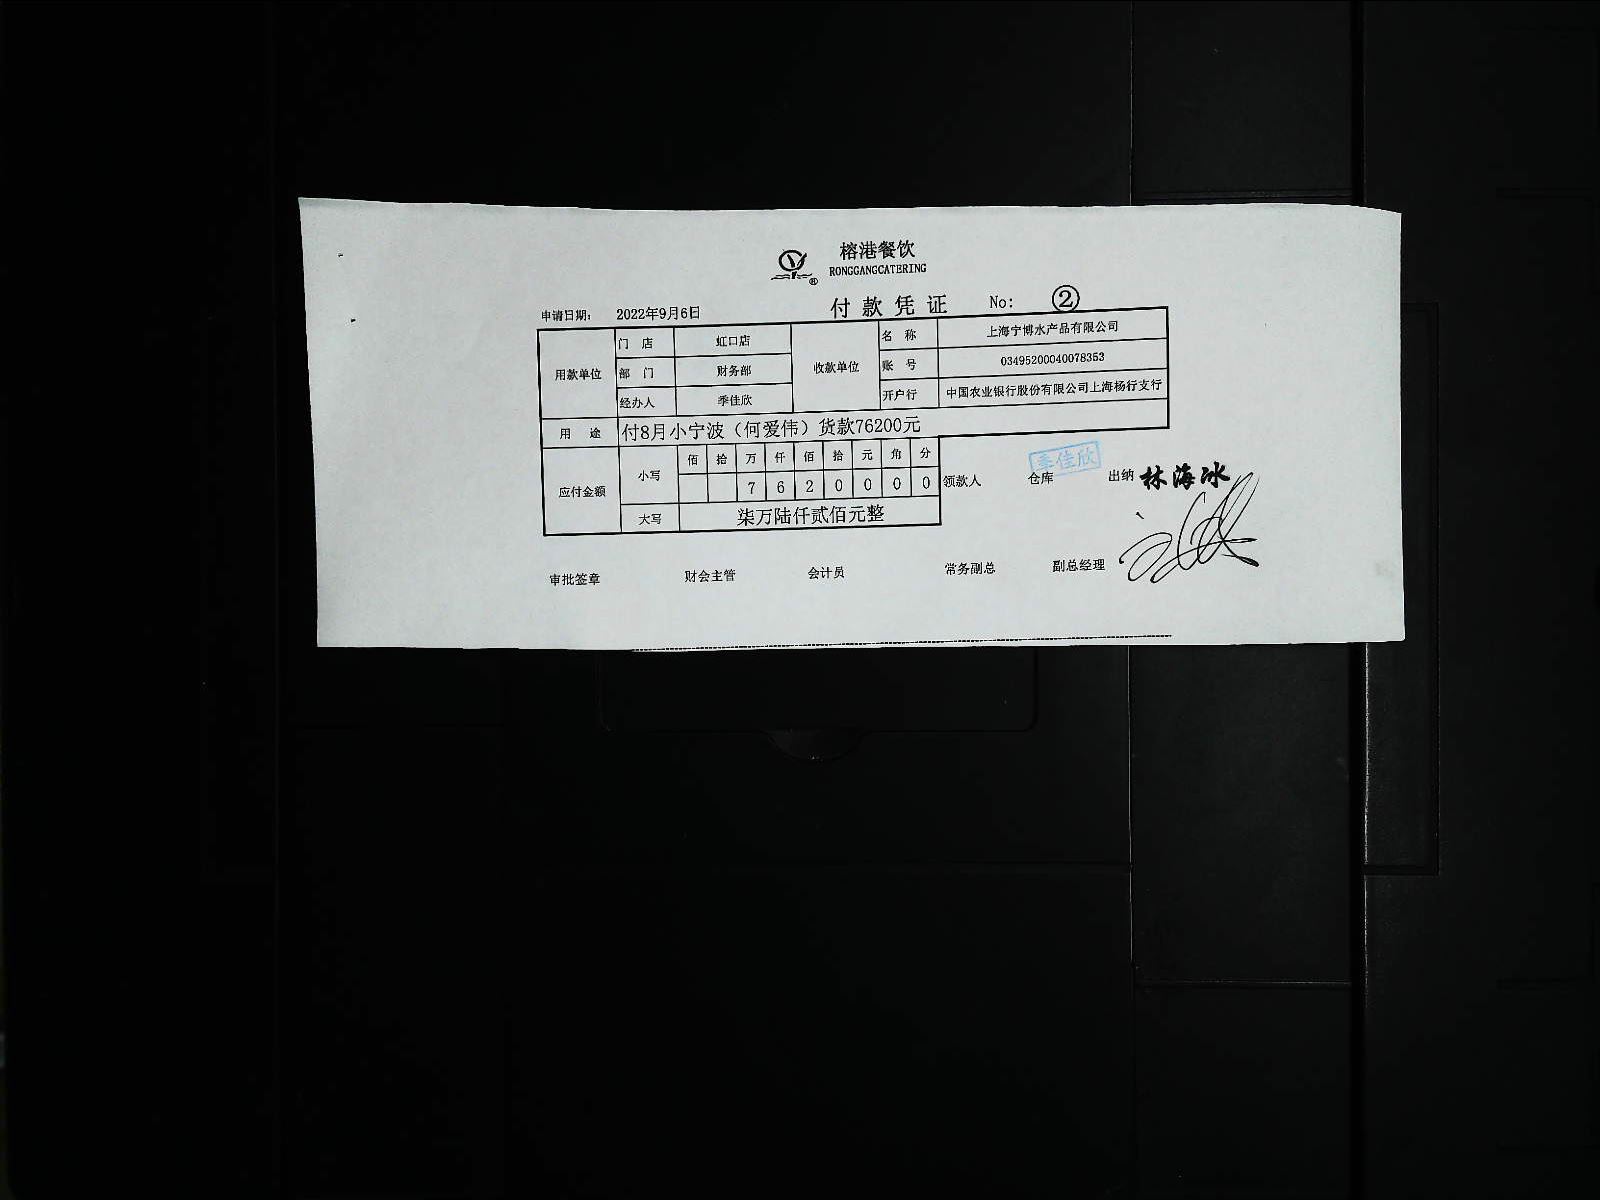 榕港餐饮
RONGGANGCATERING
®
付款凭证 No: ②
申请日期： 2022年9月6日
用款单位 门店 虹口店 收款单位 名称 上海宁博水产品有限公司
部门 财务部 账号 03495200040078353
经办人 季佳欣 开户行 中国农业银行股份有限公司上海杨行支行
用途 付8月小宁波（何爱伟）货款76200元
应付金额 小写 佰 拾 万 仟 佰 拾 元 角 分
7 6 2 0 0 0 0
大写 柒万陆仟贰佰元整
领款人 仓库 季佳欣 出纳 林海冰
审批签章 财会主管 会计员 常务副总 副总经理